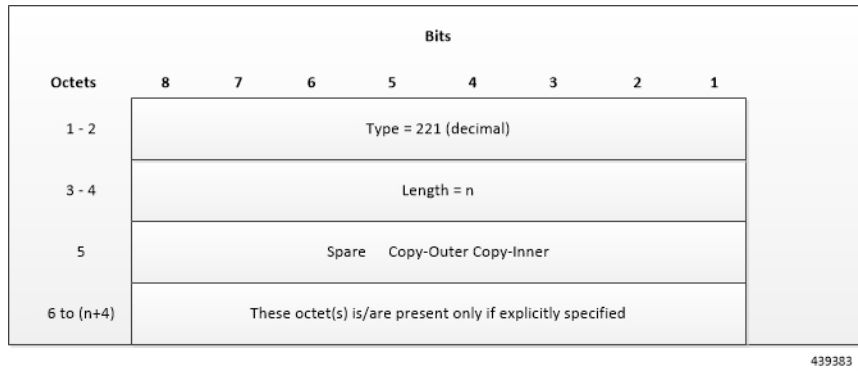 Bits
Octets 8 7 6 5 4 3 2 1
1 - 2 Type = 221 (decimal)
3 - 4 Length = n
5 Spare Copy-Outer Copy-Inner
6 to (n+4) These octet(s) is/are present only if explicitly specified
439383